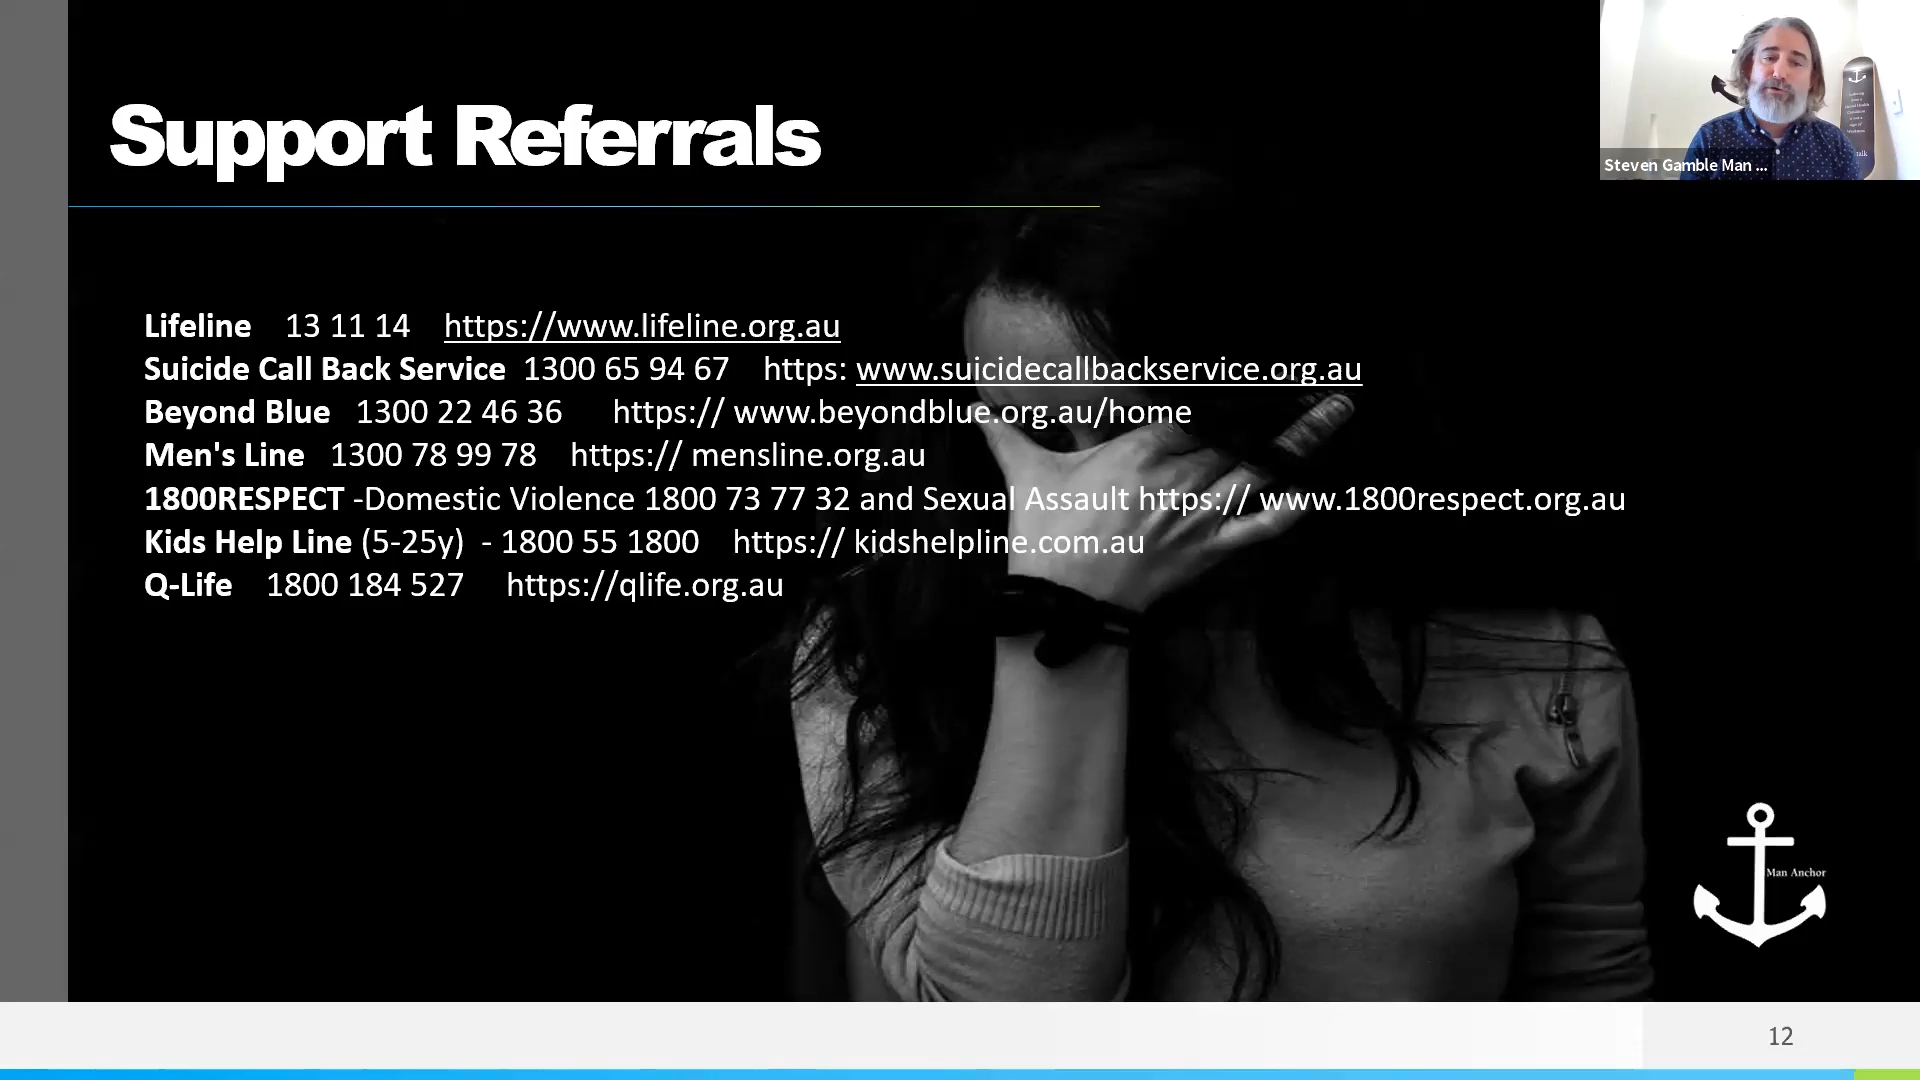 Support Referrals
Steven Gamble Man ...
talk
Lifeline 13 11 14 https://www.lifeline.org.au
Suicide Call Back Service 1300 65 94 67 https: www.suicidecallbackservice.org.au
Beyond Blue 1300 22 46 36 https:// www.beyondblue.org.au/home
Men's Line 1300 78 99 78 https:// mensline.org.au
1800RESPECT -Domestic Violence 1800 73 77 32 and Sexual Assault https:// www.1800respect.org.au
Kids Help Line (5-25y) - 1800 55 1800 https:// kidshelpline.com.au
Q-Life 1800 184 527 https://qlife.org.au
Man Anchor
12